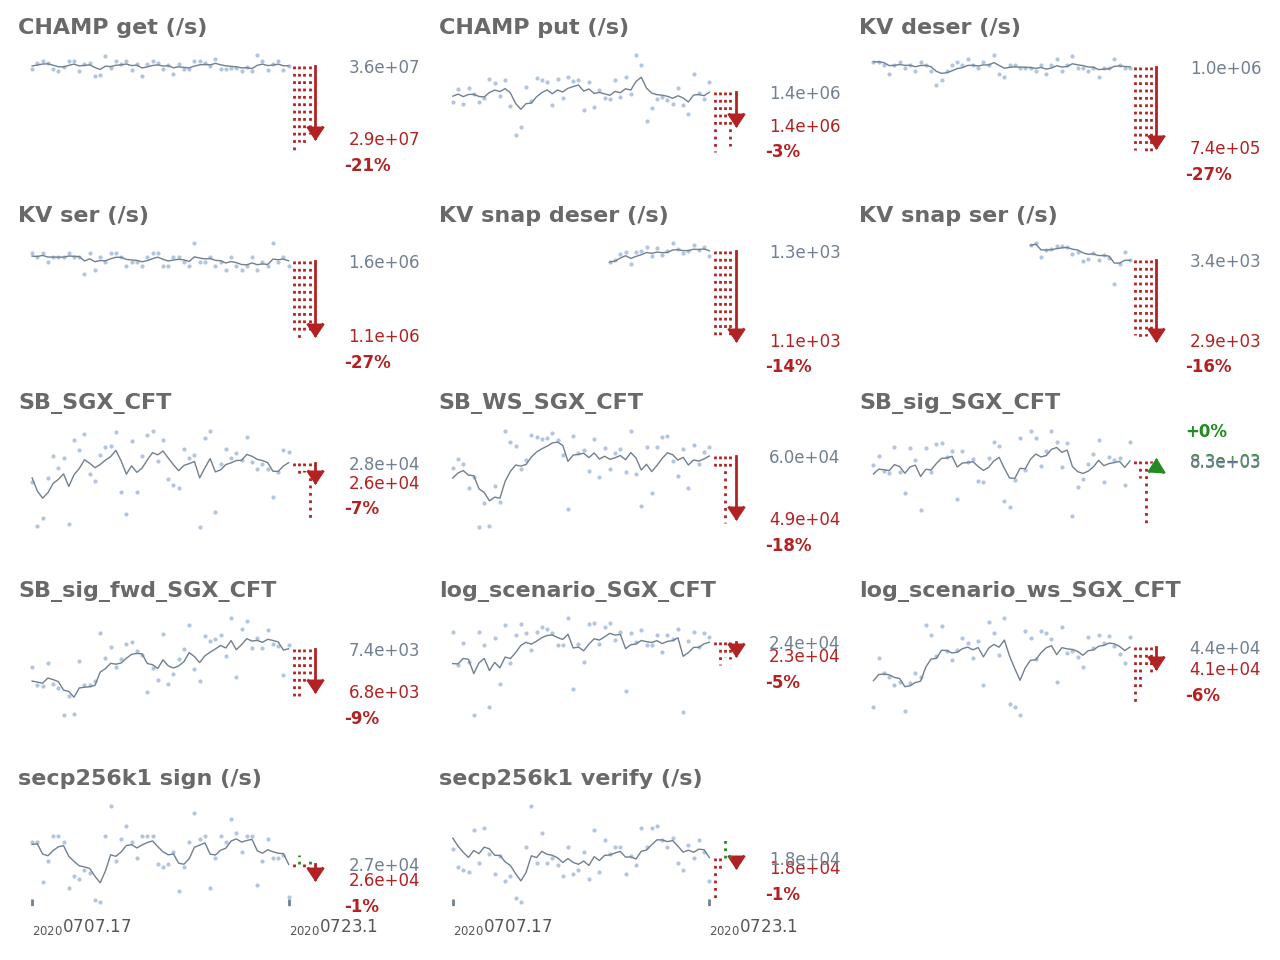 CHAMP get (/s)
3.6e+07
2.9e+07
-21%
CHAMP put (/s)
1.4e+06
1.4e+06
-3%
KV deser (/s)
1.0e+06
7.4e+05
-27%
KV ser (/s)
1.6e+06
1.1e+06
-27%
KV snap deser (/s)
1.3e+03
1.1e+03
-14%
KV snap ser (/s)
3.4e+03
2.9e+03
-16%
SB_SGX_CFT
2.8e+04
2.6e+04
-7%
SB_WS_SGX_CFT
6.0e+04
4.9e+04
-18%
SB_sig_SGX_CFT
+0%
8.3e+03
8.3e+03
SB_sig_fwd_SGX_CFT
7.4e+03
6.8e+03
-9%
log_scenario_SGX_CFT
2.4e+04
2.3e+04
-5%
log_scenario_ws_SGX_CFT
4.4e+04
4.1e+04
-6%
secp256k1 sign (/s)
2.7e+04
2.6e+04
-1%
20200707.17 20200723.1
secp256k1 verify (/s)
1.8e+04
1.8e+04
-1%
20200707.17 20200723.1